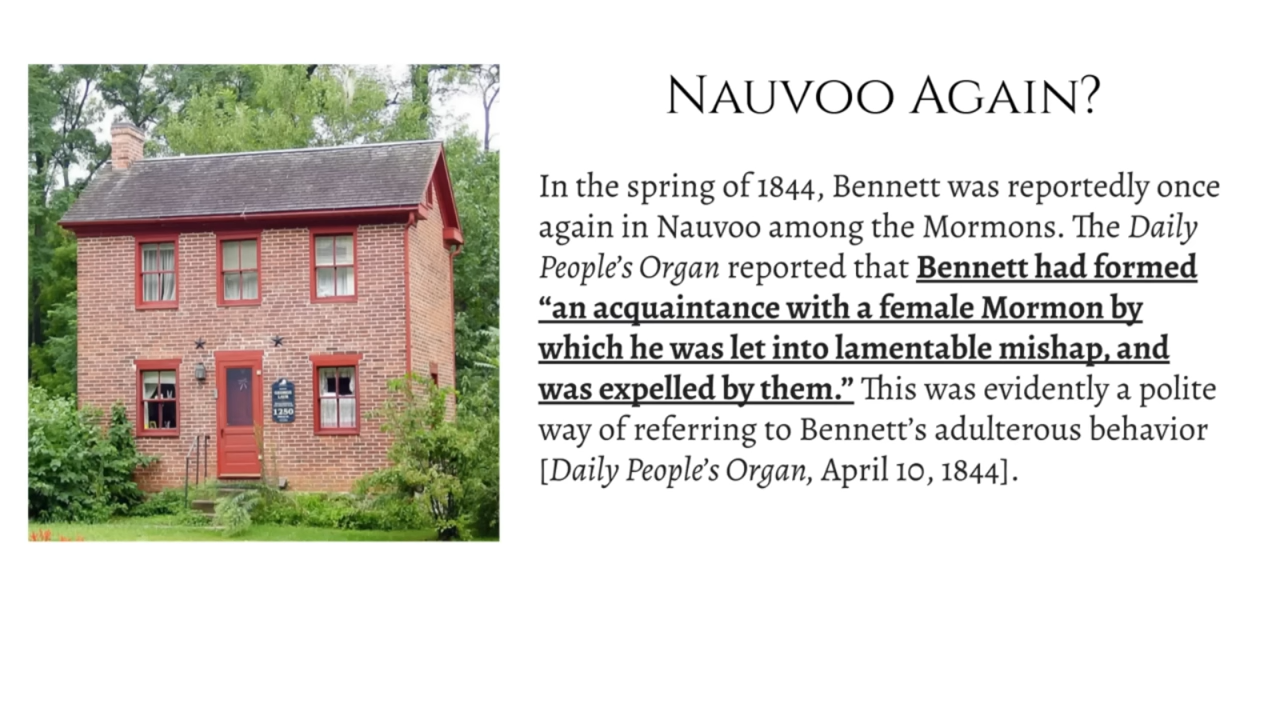 NAUVOO AGAIN?
In the spring of 1844, Bennett was reportedly once
again in Nauvoo among the Mormons. The Daily
People’s Organ reported that Bennett had formed
“an acquaintance with a female Mormon by
which he was let into lamentable mishap, and
was expelled by them.” This was evidently a polite
way of referring to Bennett’s adulterous behavior
[Daily People’s Organ, April 10, 1844].
1250